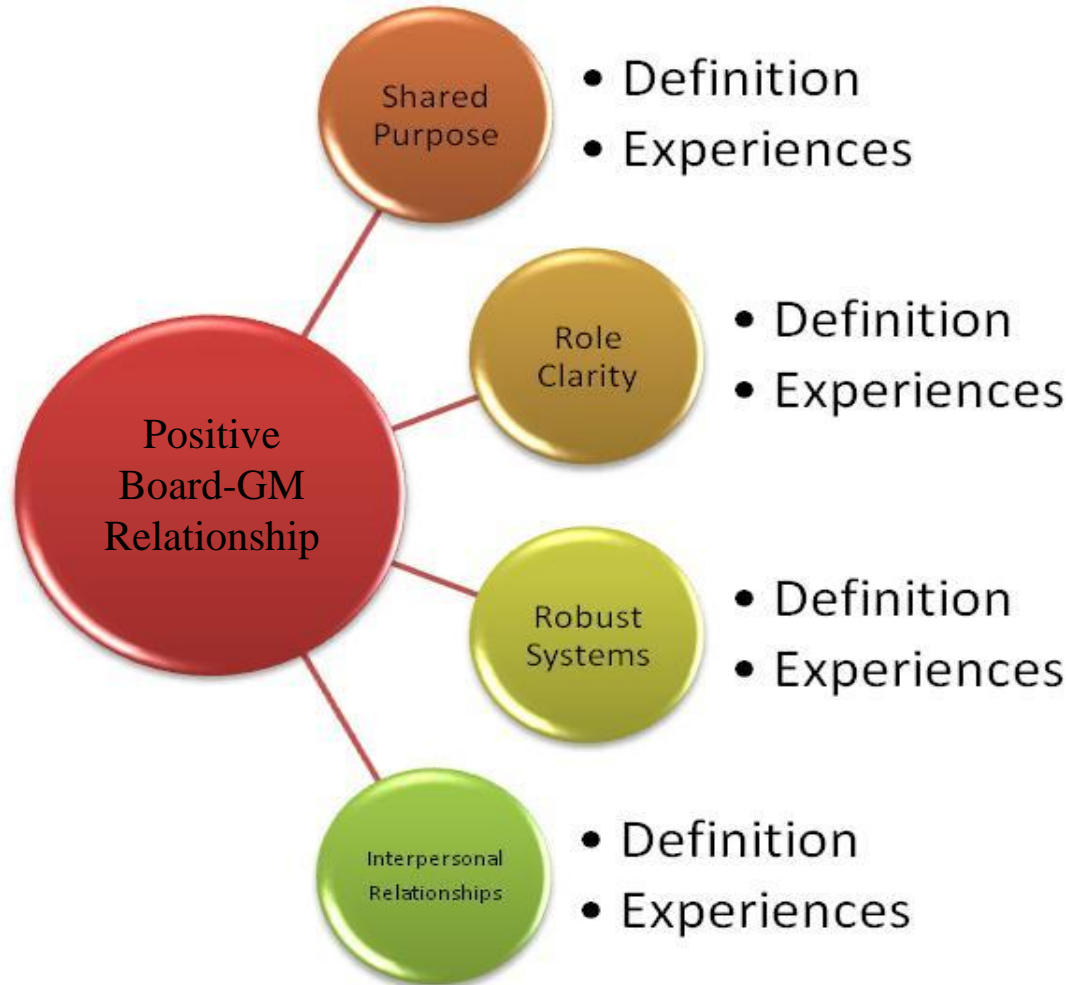 Shared
Purpose
• Definition
• Experiences
Role
Clarity
• Definition
• Experiences
Positive
Board-GM
Relationship
Robust
Systems
• Definition
• Experiences
Interpersonal
Relationships
• Definition
• Experiences